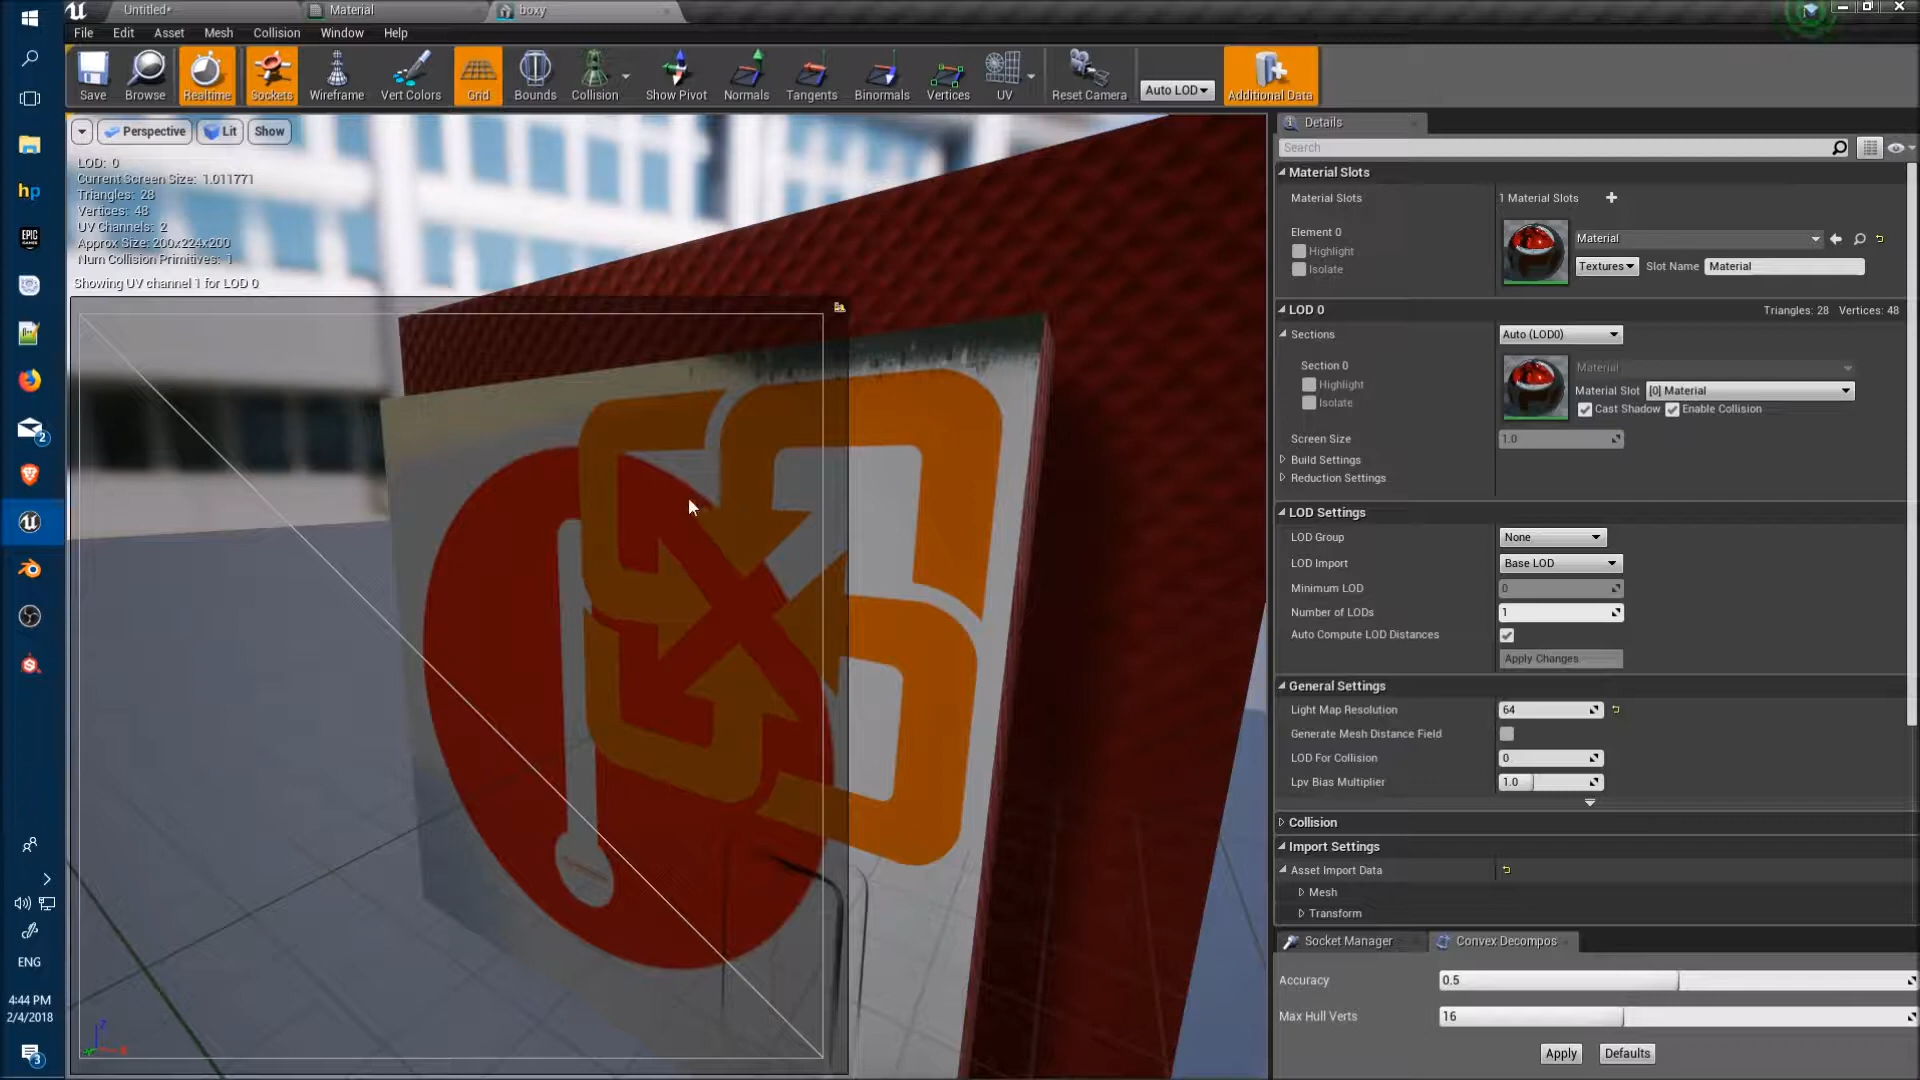 Untitled*
Material
boxy
File Edit Asset Mesh Collision Window Help
Save Browse Realtime Sockets Wireframe Vert Colors Grid Bounds Collision Show Pivot Normals Tangents Binormals Vertices UV Reset Camera Auto LOD Additional Data
Perspective Lit Show
LOD: 0
Current Screen Size: 1.011771
Triangles: 28
Vertices: 48
UV Channels: 2
Approx Size: 200x224x200
Num Collision Primitives: 1
Showing UV channel 1 for LOD 0
Details
Search
Material Slots
Material Slots 1 Material Slots
Element 0
Highlight
Isolate
Material
Textures Slot Name Material
LOD 0 Triangles: 28 Vertices: 48
Sections Auto (LOD0)
Section 0
Highlight
Isolate
Material
Material Slot [0] Material
Cast Shadow Enable Collision
Screen Size 1.0
Build Settings
Reduction Settings
LOD Settings
LOD Group None
LOD Import Base LOD
Minimum LOD 0
Number of LODs 1
Auto Compute LOD Distances
Apply Changes
General Settings
Light Map Resolution 64
Generate Mesh Distance Field
LOD For Collision 0
Lpv Bias Multiplier 1.0
Collision
Import Settings
Asset Import Data
Mesh
Transform
Socket Manager Convex Decompos
Accuracy 0.5
Max Hull Verts 16
Apply Defaults
hp
EPIC GAMES
2
ENG
4:44 PM
2/4/2018
3
Z
X